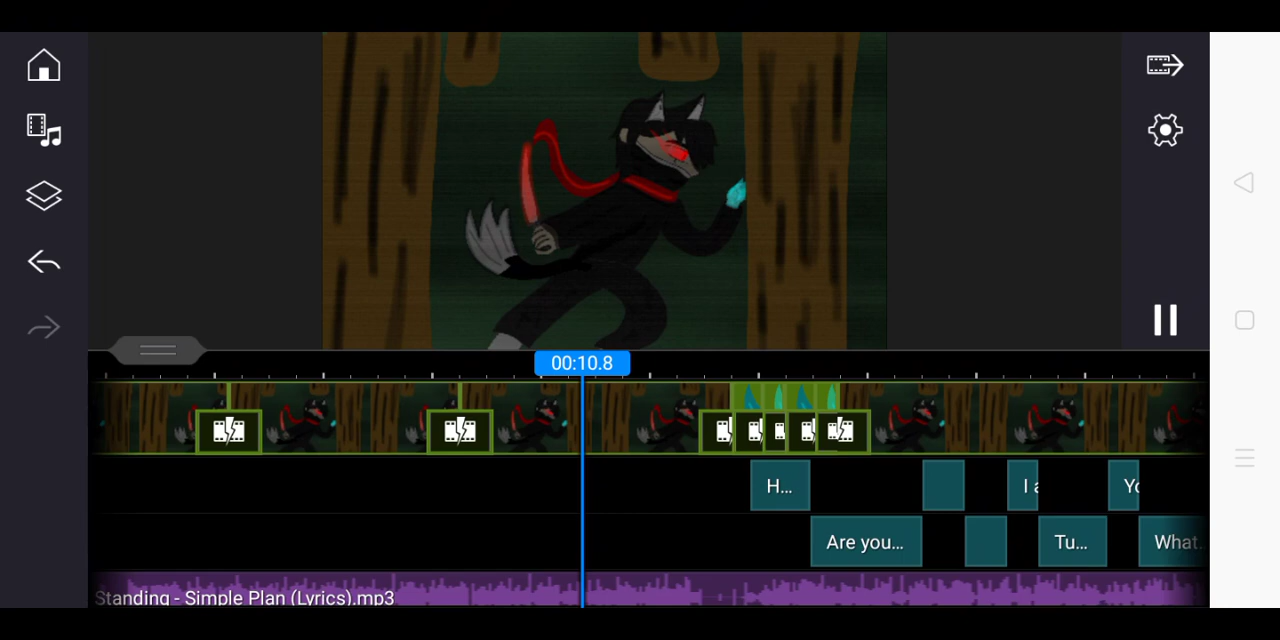 00:10.8
H...
I a
Yo
Are you...
Tu...
What.
Standing - Simple Plan (Lyrics).mp3